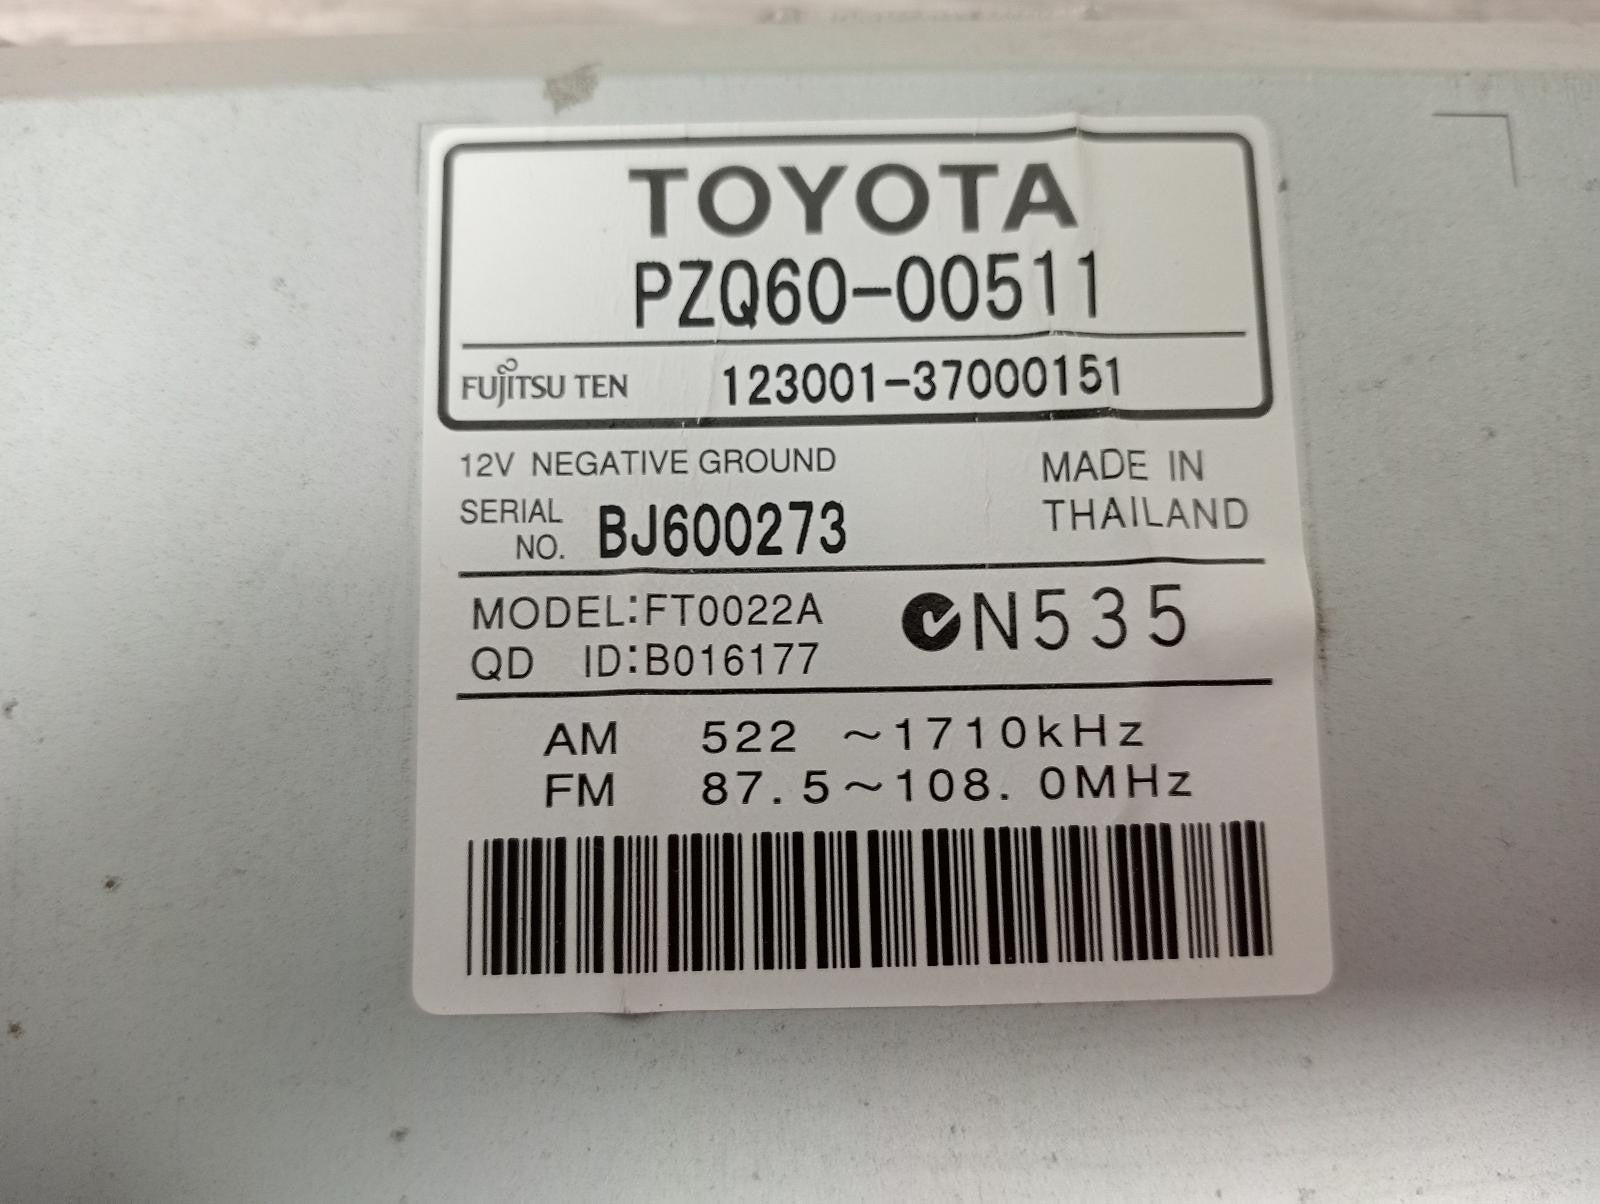 TOYOTA
PZQ60-00511
FUJITSU TEN 123001-37000151
12V NEGATIVE GROUND
SERIAL NO. BJ600273
MADE IN
THAILAND
MODEL:FT0022A
QD ID:B016177
N535
AM 522 ~1710kHz
FM 87.5~108.0MHz